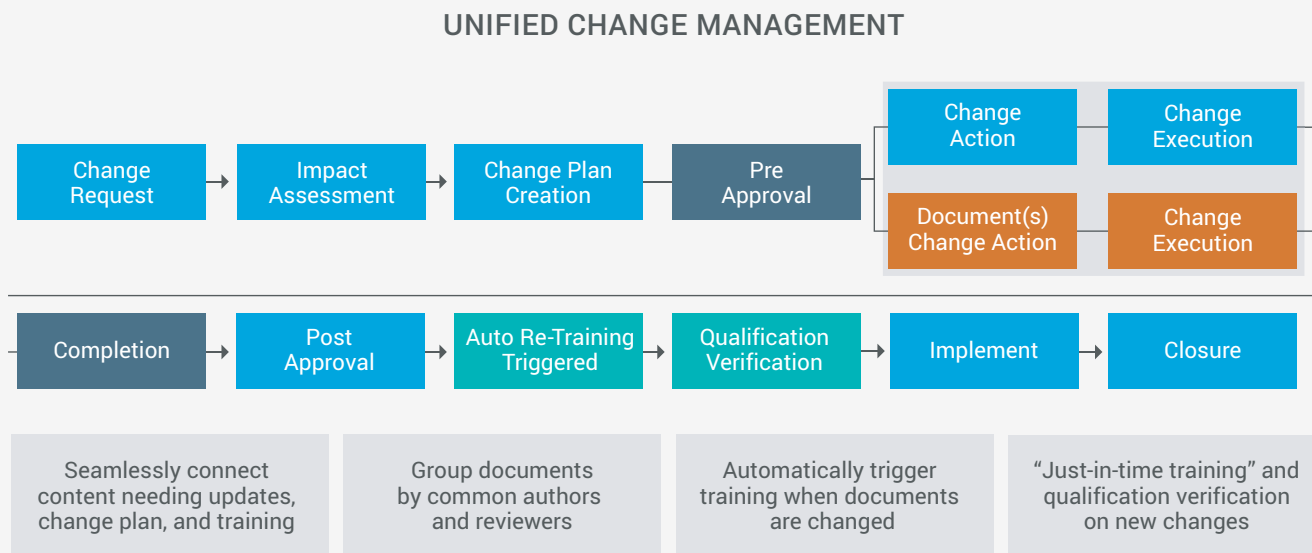 UNIFIED CHANGE MANAGEMENT
Change
Request
Impact
Assessment
Change Plan
Creation
Pre
Approval
Change
Action
Change
Execution
Document(s)
Change Action
Change
Execution
Completion
Post
Approval
Auto Re-Training
Triggered
Qualification
Verification
Implement
Closure
Seamlessly connect
content needing updates,
change plan, and training
Group documents
by common authors
and reviewers
Automatically trigger
training when documents
are changed
“Just-in-time training” and
qualification verification
on new changes